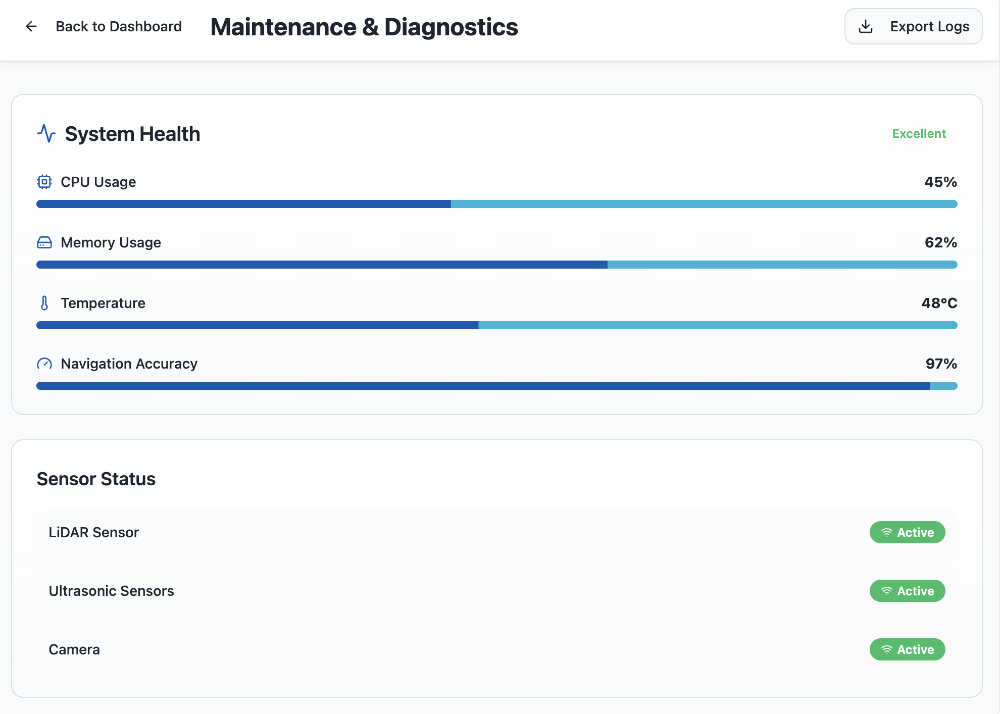 Back to Dashboard
Maintenance & Diagnostics
Export Logs
System Health
Excellent
CPU Usage
45%
Memory Usage
62%
Temperature
48°C
Navigation Accuracy
97%
Sensor Status
LiDAR Sensor
Active
Ultrasonic Sensors
Active
Camera
Active